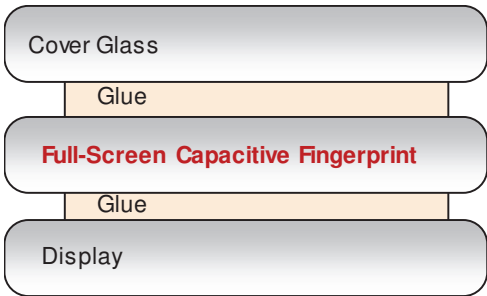 Cover Glass
Glue
Full-Screen Capacitive Fingerprint
Glue
Display